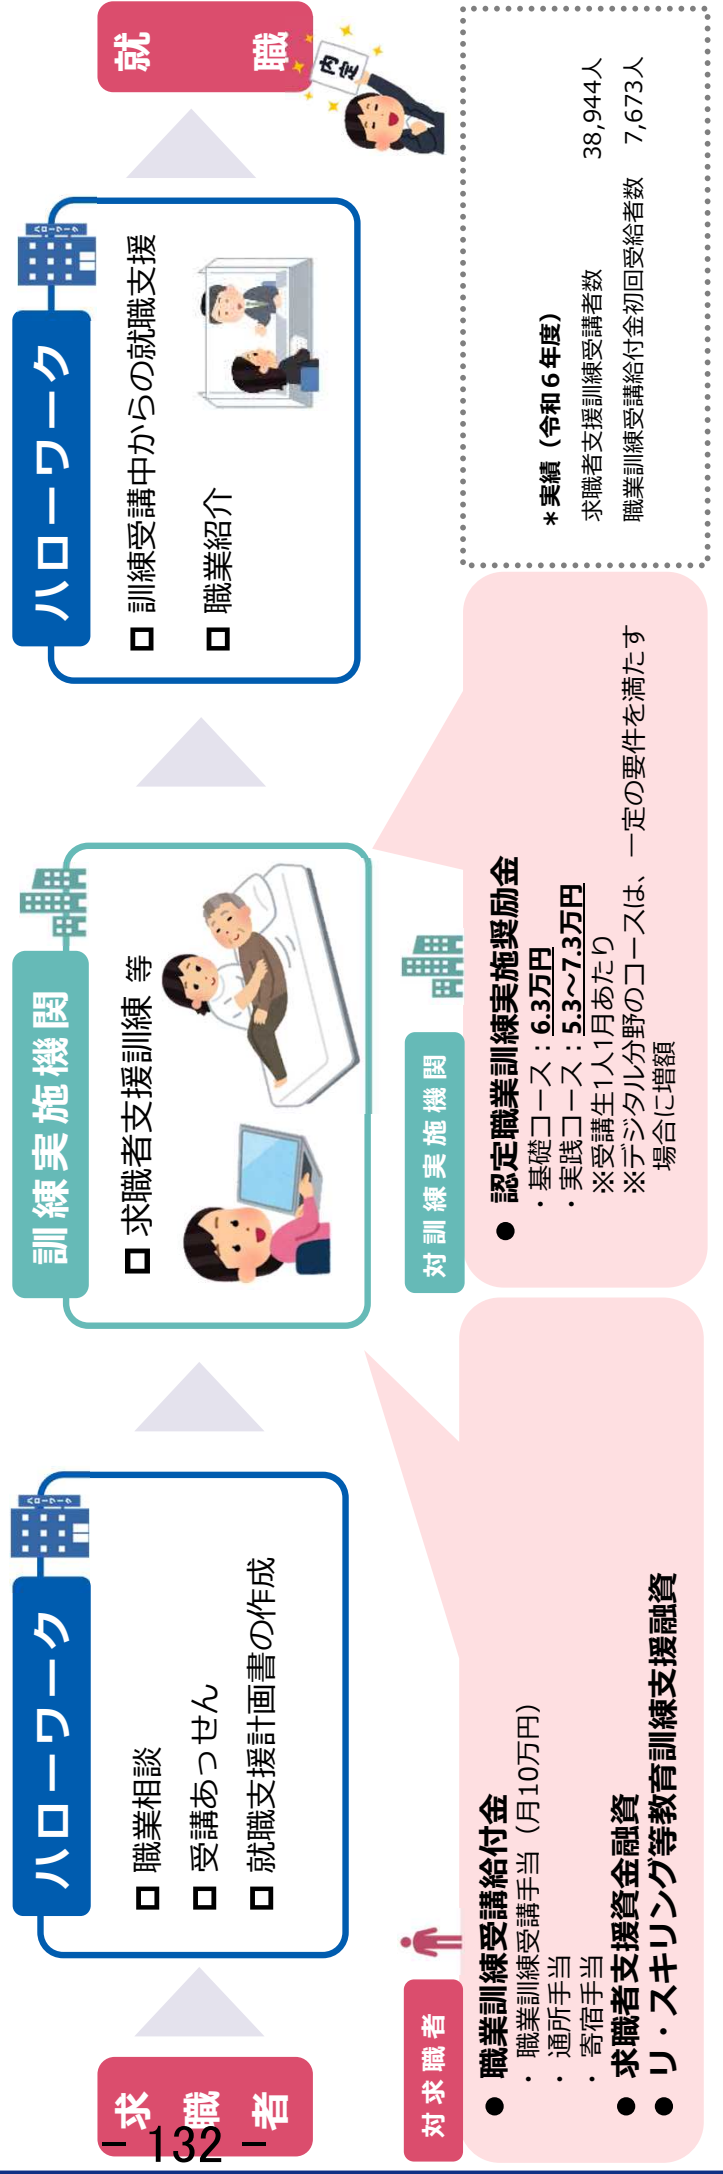 求職者
ハローワーク
ハローワーク
職業相談
受講あっせん
就職支援計画書の作成
訓練実施機関
求職者支援訓練 等
ハローワーク
ハローワーク
訓練受講中からの就職支援
職業紹介
就職
内定
対求職者
● 職業訓練受講給付金
・ 職業訓練受講手当（月10万円）
・ 通所手当
・ 寄宿手当
● 求職者支援資金融資
● リ・スキリング等教育訓練支援融資
対訓練実施機関
● 認定職業訓練実施奨励金
・基礎コース：6.3万円
・実践コース：5.3～7.3万円
※受講生1人1月あたり
※デジタル分野のコースは、一定の要件を満たす
場合に増額
＊実績（令和６年度）
求職者支援訓練受講者数 38,944人
職業訓練受講給付金初回受給者数 7,673人
－ 132 －